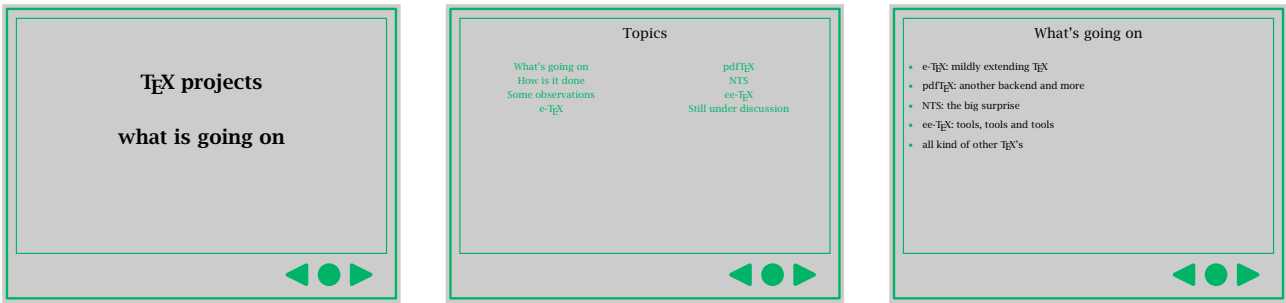 TEX projects
what is going on
Topics
What's going on
How is it done
Some observations
e-TEX
pdfTEX
NTS
ee-TEX
Still under discussion
What's going on
• e-TEX: mildly extending TEX
• pdfTEX: another backend and more
• NTS: the big surprise
• ee-TEX: tools, tools and tools
• all kind of other TEX's